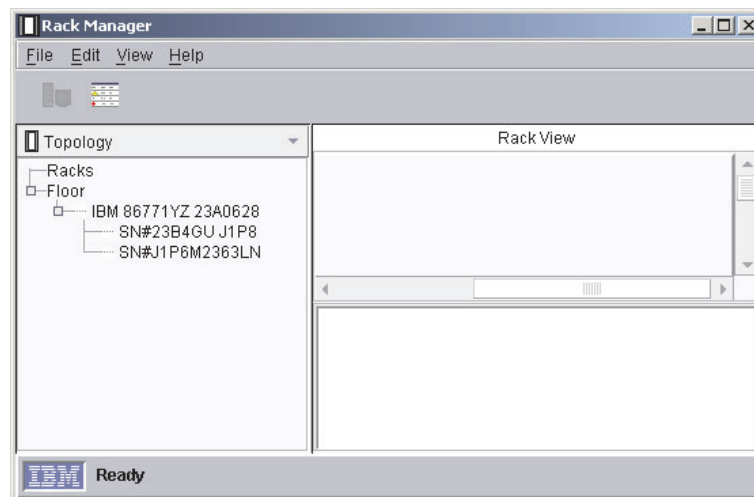 Rack Manager
File Edit View Help
Topology
Racks
Floor
IBM 86771YZ 23A0628
SN#23B4GU J1P8
SN#J1P6M2363LN
Rack View
IBM Ready